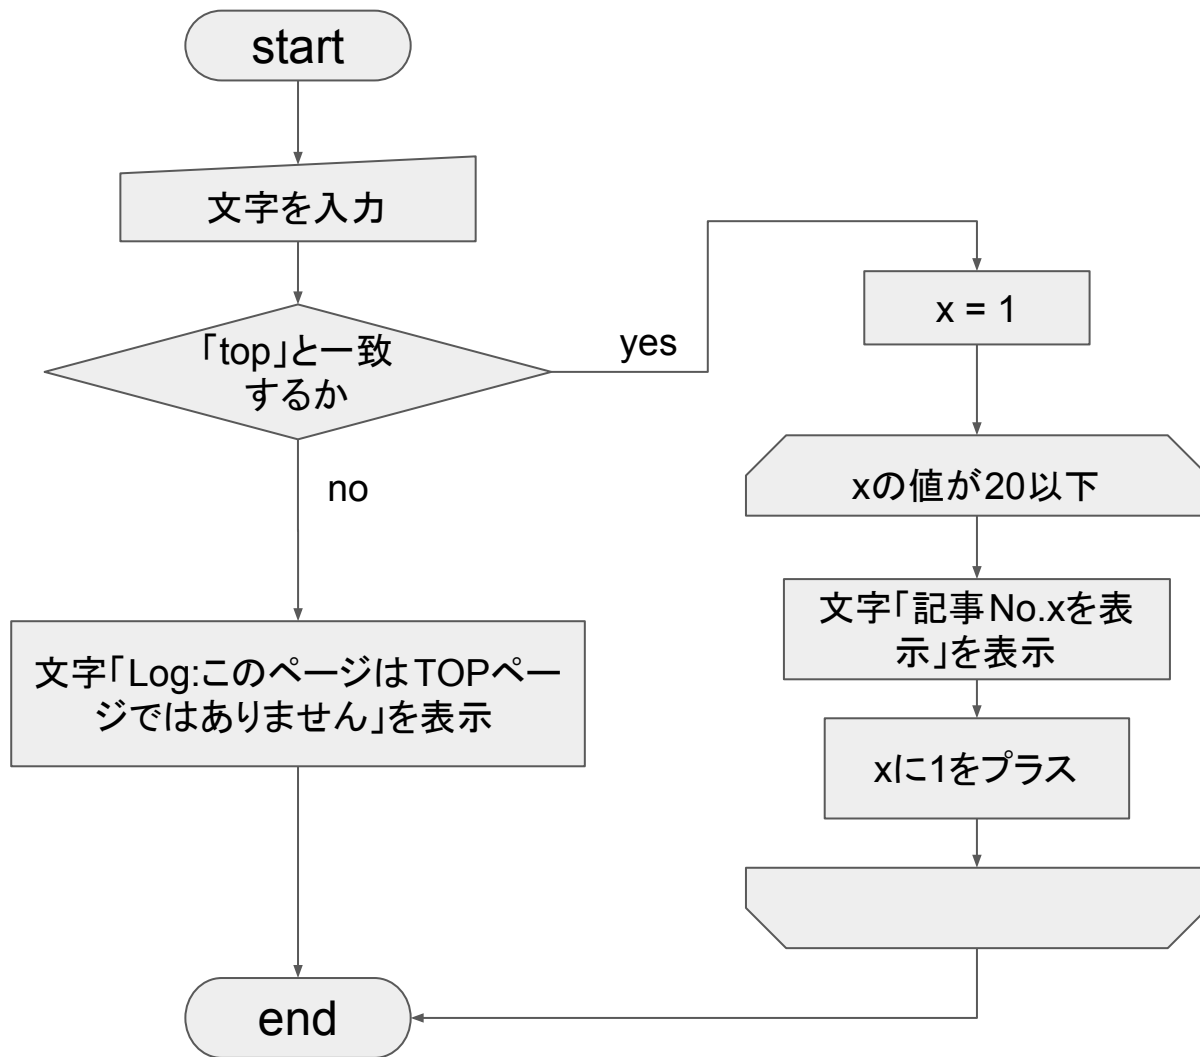 start
文字を入力
「top」と一致
するか
yes
no
文字「Log:このページはTOPペー
ジではありません」を表示
x = 1
xの値が20以下
文字「記事No.xを表
示」を表示
xに1をプラス
end